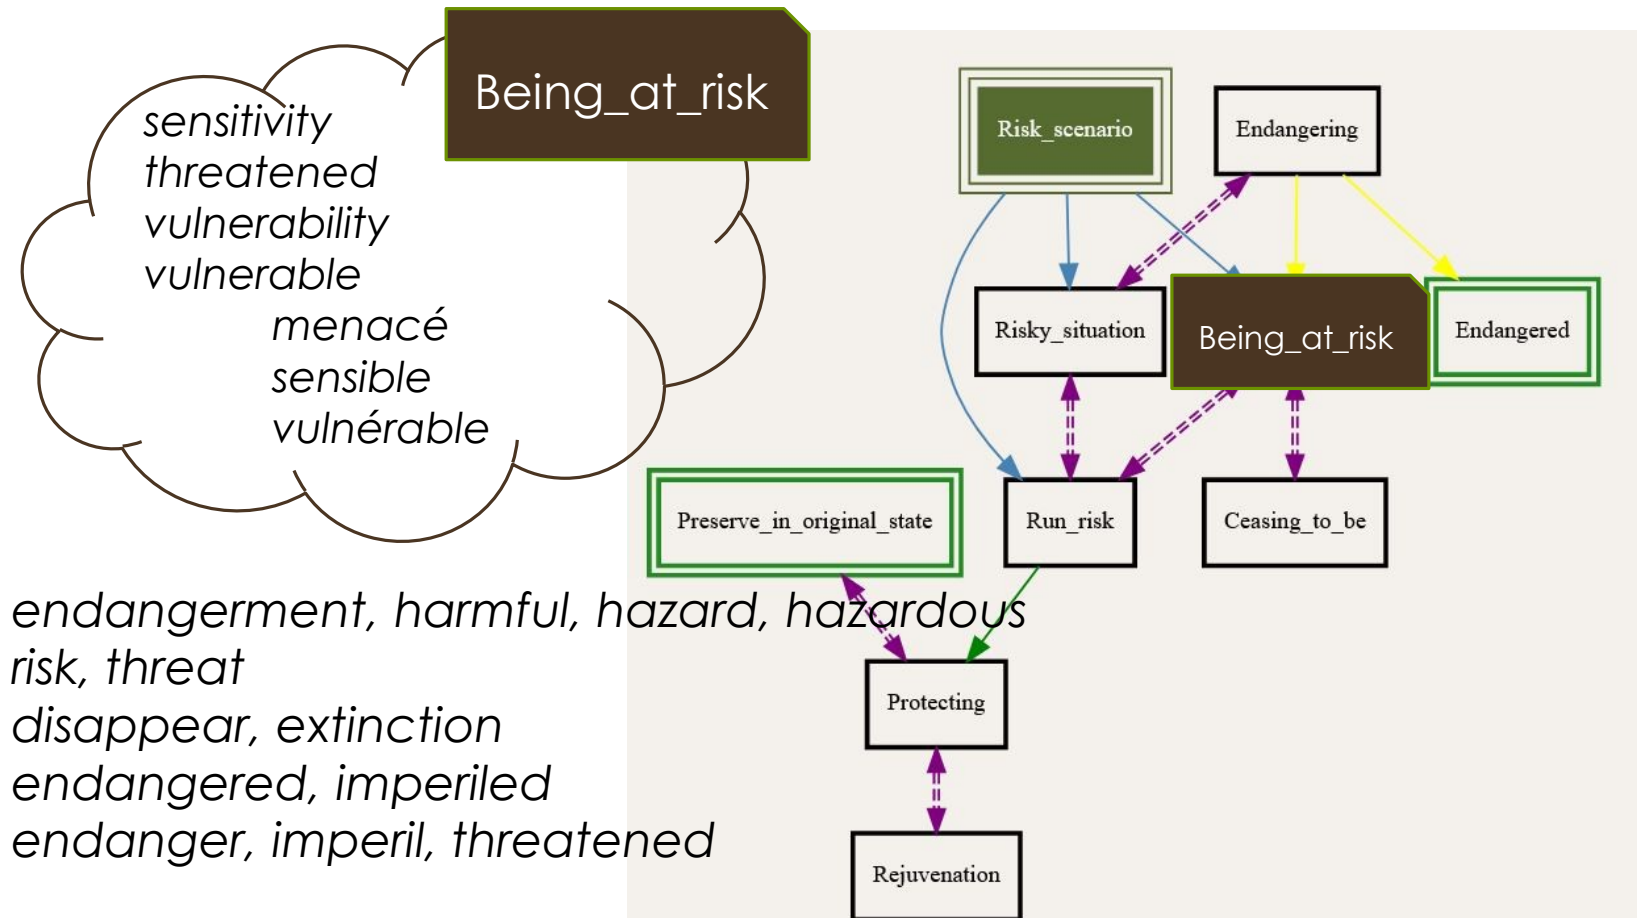 Being_at_risk
sensitivity
threatened
vulnerability
vulnerable
menacé
sensible
vulnérable
Risk_scenario
Endangering
Risky_situation
Being_at_risk
Endangered
Preserve_in_original_state
Run_risk
Ceasing_to_be
Protecting
Rejuvenation
endangerment, harmful, hazard, hazardous
risk, threat
disappear, extinction
endangered, imperiled
endanger, imperil, threatened